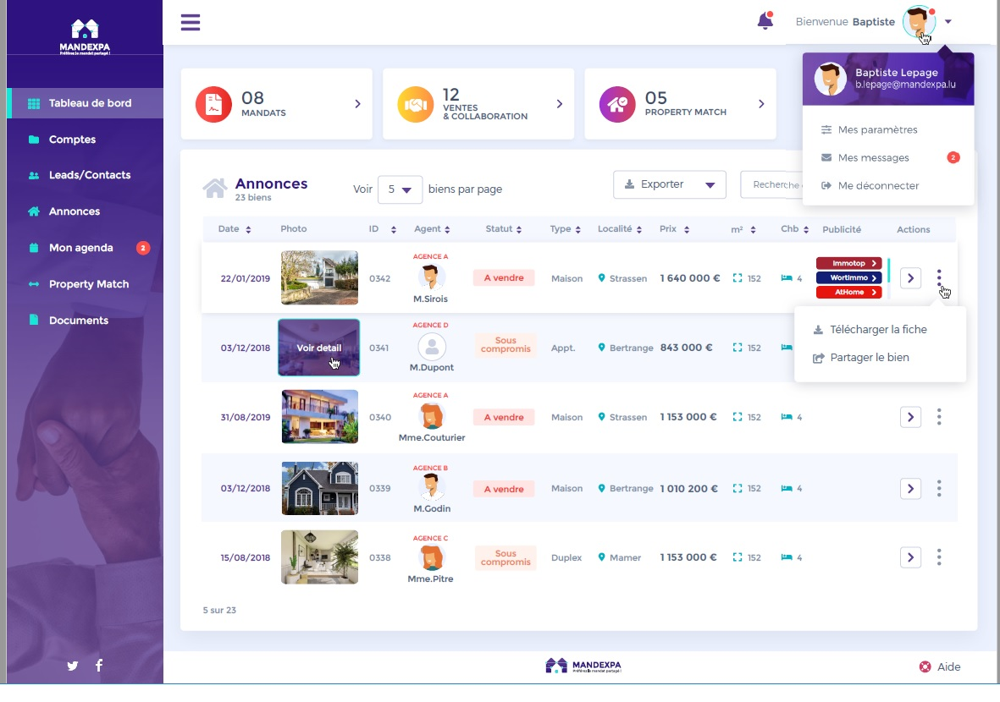 MANDEXPA
Préférez le mandat partagé !
Tableau de bord
Comptes
Leads/Contacts
Annonces
Mon agenda 2
Property Match
Documents
Bienvenue Baptiste
Baptiste Lepage
b.lepage@mandexpa.lu
Mes paramètres
Mes messages 2
Me déconnecter
08
MANDATS
12
VENTES
& COLLABORATION
05
PROPERTY MATCH
Annonces
23 biens
Voir 5 biens par page
Exporter
Recherche
Date Photo ID Agent Statut Type Localité Prix m² Chb Publicité Actions
22/01/2019 0342 AGENCE A M.Sirois A vendre Maison Strassen 1 640 000 € 152 4
Immotop
WortImmo
AtHome
Télécharger la fiche
Partager le bien
03/12/2018 Voir detail 0341 AGENCE D M.Dupont Sous compromis Appt. Bertrange 843 000 € 152
31/08/2019 0340 AGENCE A Mme.Couturier A vendre Maison Strassen 1 153 000 € 152 4
03/12/2018 0339 AGENCE B M.Godin A vendre Maison Bertrange 1 010 200 € 152 4
15/08/2018 0338 AGENCE C Mme.Pitre Sous compromis Duplex Mamer 1 153 000 € 152 4
5 sur 23
MANDEXPA
Préférez le mandat partagé !
Aide